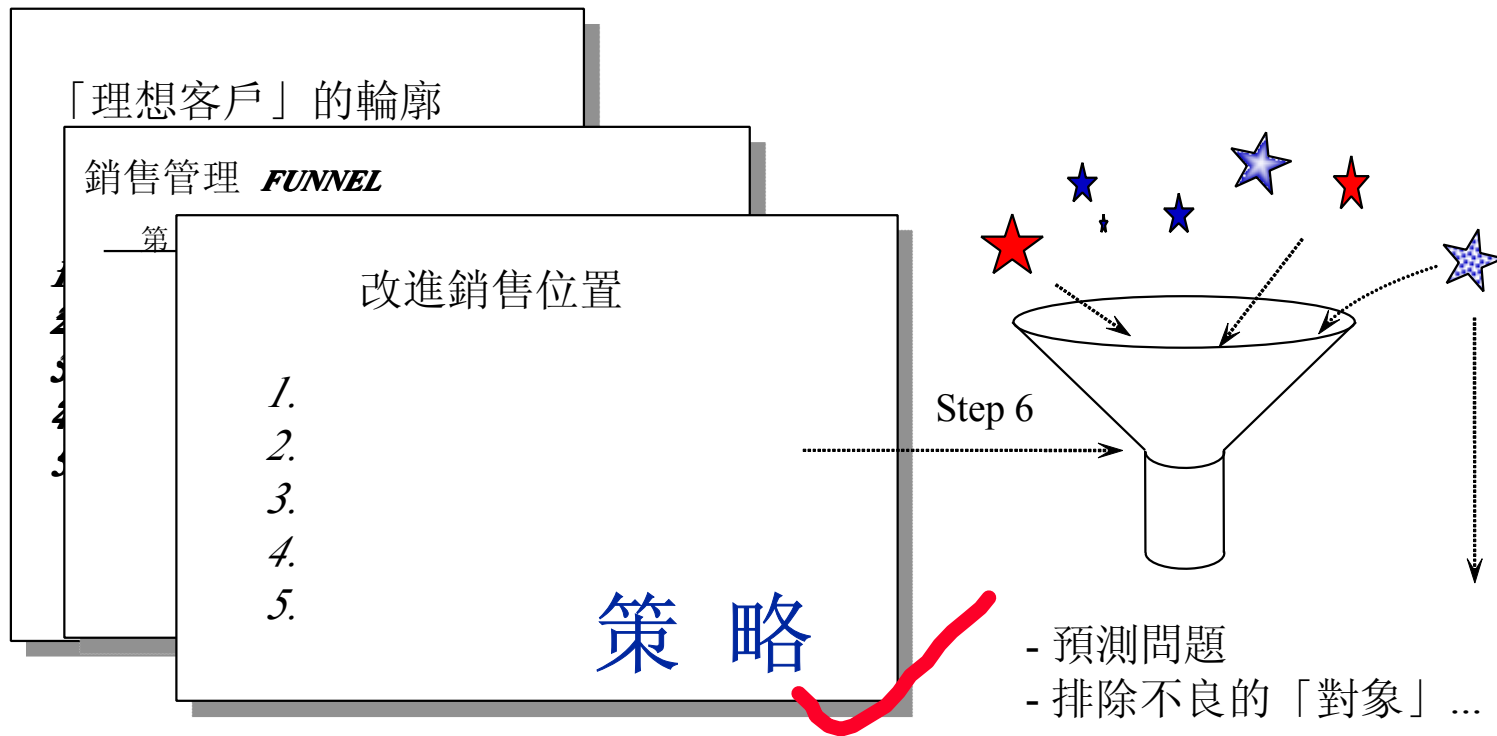 「理想客戶」的輪廓
銷售管理 FUNNEL
第
改進銷售位置
1.
2.
3.
4.
5.
策 略
Step 6
- 預測問題
- 排除不良的「對象」...